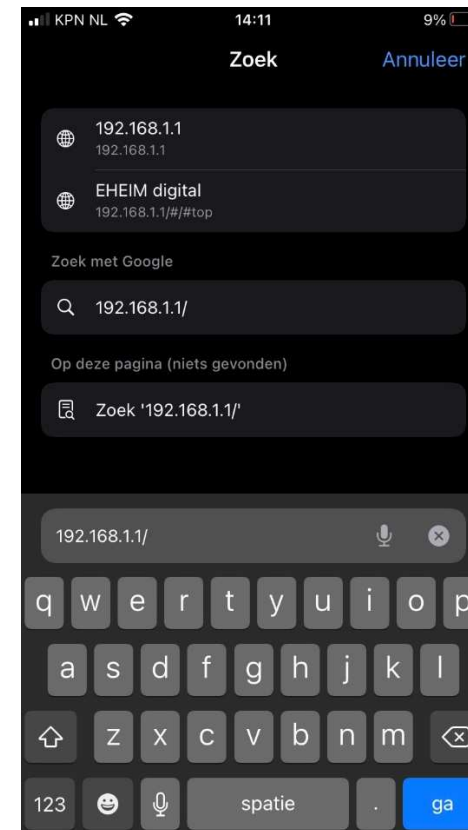 KPN NL 14:11 9%
Zoek Annuleer
192.168.1.1
192.168.1.1
EHEIM digital
192.168.1.1/#/#top
Zoek met Google
192.168.1.1/
Op deze pagina (niets gevonden)
Zoek '192.168.1.1/'
192.168.1.1/
q w e r t y u i o p
a s d f g h j k l
z x c v b n m
123 spatie . ga